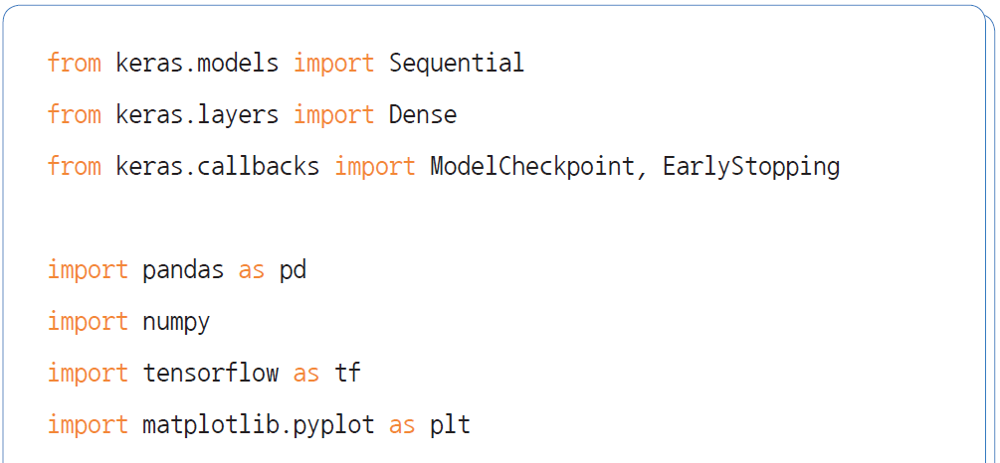 from keras.models import Sequential
from keras.layers import Dense
from keras.callbacks import ModelCheckpoint, EarlyStopping
import pandas as pd
import numpy
import tensorflow as tf
import matplotlib.pyplot as plt